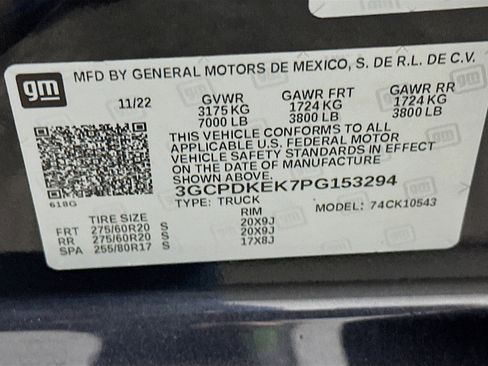 gm
MFD BY GENERAL MOTORS DE MEXICO, S. DE R.L. DE C.V.
11/22 GVWR GAWR FRT GAWR RR
3175 KG 1724 KG 1724 KG
7000 LB 3800 LB 3800 LB
THIS VEHICLE CONFORMS TO ALL
APPLICABLE U.S. FEDERAL MOTOR
VEHICLE SAFETY STANDARDS IN EFFECT
ON THE DATE OF MANUFACTURE
SHOWN ABOVE.
3GCPDKEK7PG153294
618G TYPE: TRUCK MODEL: 74CK10543
TIRE SIZE RIM
FRT 275/60R20 S 20X9J
RR 275/60R20 S 20X9J
SPA 255/80R17 S 17X8J